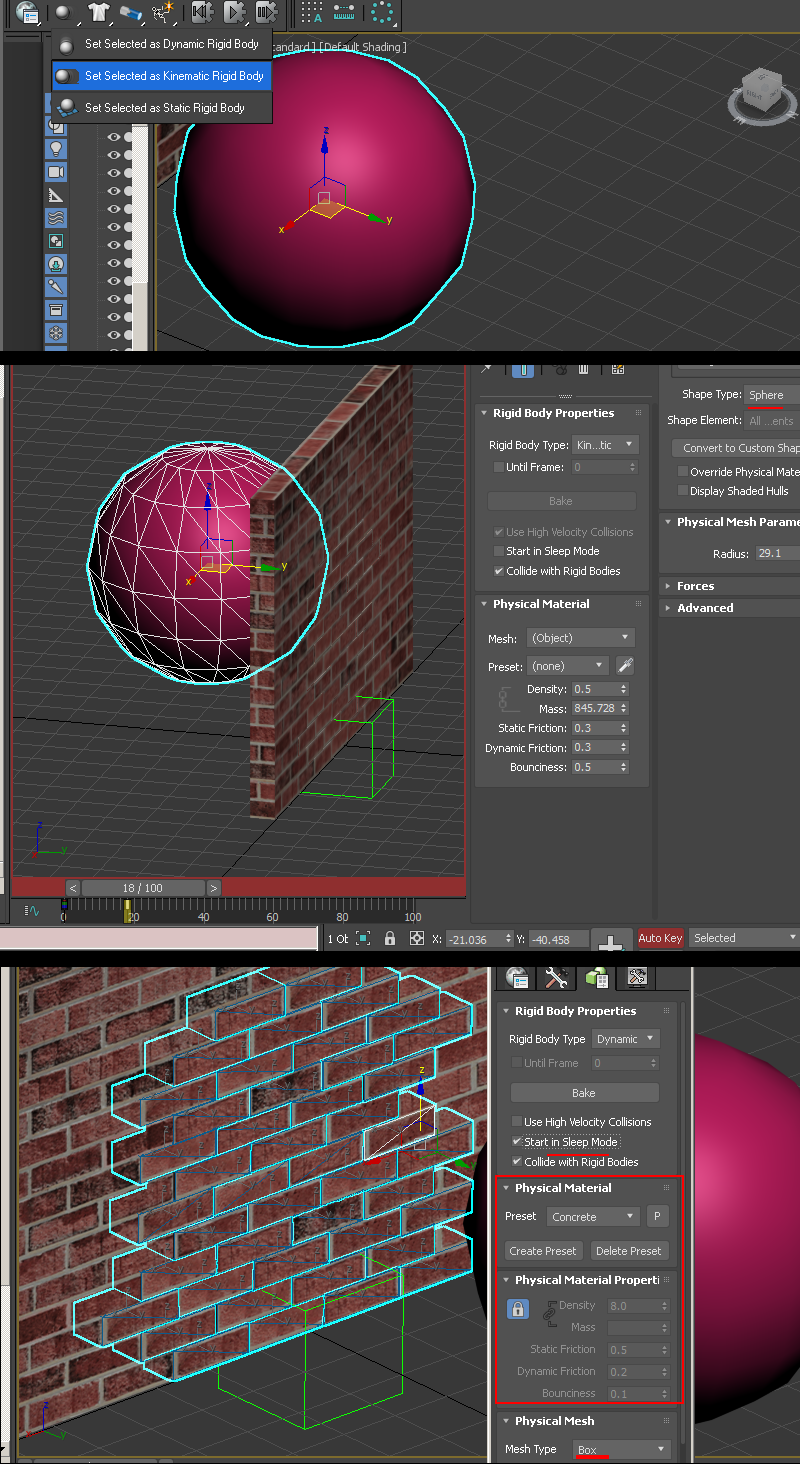 tandard ] [Default Shading ]
Set Selected as Dynamic Rigid Body
Set Selected as Kinematic Rigid Body
Set Selected as Static Rigid Body
z
x
y
Rigid Body Properties
Rigid Body Type: Kin...tic
Until Frame: 0
Bake
Use High Velocity Collisions
Start in Sleep Mode
Collide with Rigid Bodies
Physical Material
Mesh: (Object)
Preset: (none)
Density: 0.5
Mass: 845.728
Static Friction: 0.3
Dynamic Friction: 0.3
Bounciness: 0.5
Shape Type: Sphere
Shape Element: All ...ents
Convert to Custom Shap
Override Physical Mate
Display Shaded Hulls
Physical Mesh Parame
Radius: 29.1
Forces
Advanced
z
x
y
z
y
< 18 / 100 >
0 20 40 60 80 100
1 Ob X: -21.036 Y: -40.458 Auto Key Selected
Rigid Body Properties
Rigid Body Type Dynamic
Until Frame 0
Bake
Use High Velocity Collisions
Start in Sleep Mode
Collide with Rigid Bodies
Physical Material
Preset Concrete P
Create Preset Delete Preset
Physical Material Properti
Density 8.0
Mass
Static Friction 0.5
Dynamic Friction 0.2
Bounciness 0.1
Physical Mesh
Mesh Type Box
z
z
y